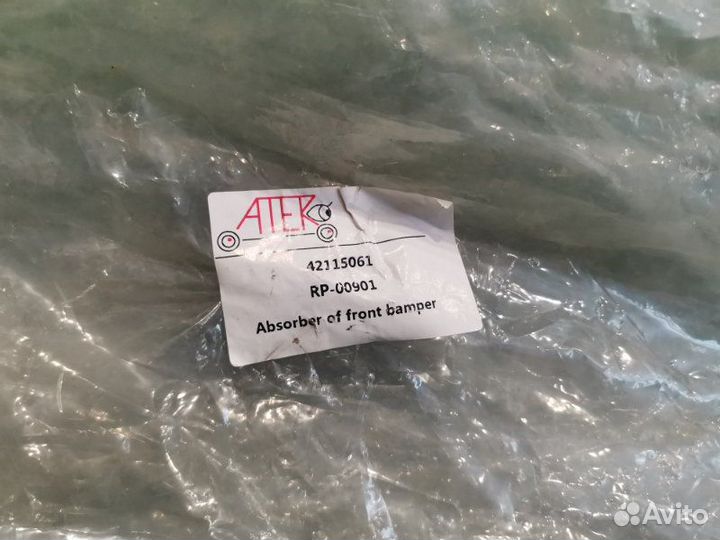 ATEK
42115061
RP-00901
Absorber of front bamper
Avito